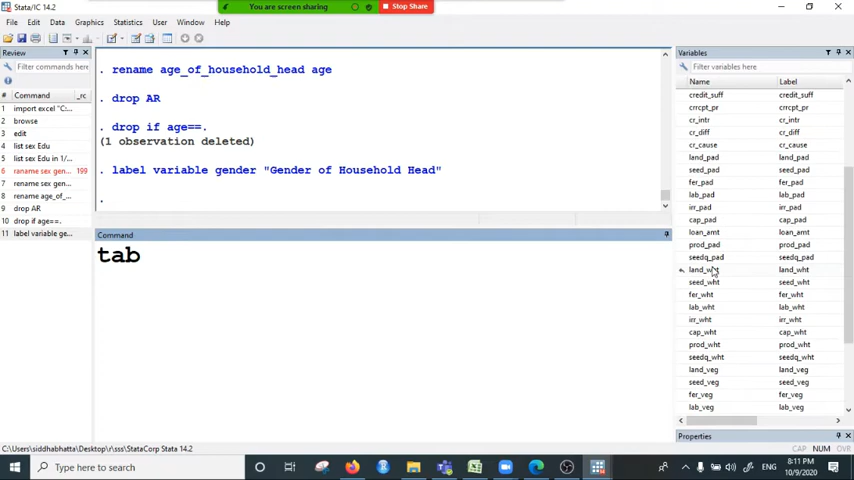 Stata/IC 14.2
You are screen sharing
Stop Share
File Edit Data Graphics Statistics User Window Help
Review
Filter commands here
# Command _rc
1 import excel "C:...
2 browse
3 edit
4 list sex Edu
5 list sex Edu in 1/...
6 raname sex gen... 199
7 rename sex gen...
8 rename age_of_...
9 drop AR
10 drop if age==.
11 label variable ge...
. rename age_of_household_head age
. drop AR
. drop if age==.
(1 observation deleted)
. label variable gender "Gender of Household Head"
.
Command
tab
Variables
Filter variables here
Name Label
credit_suff credit_suff
crrcpt_pr crrcpt_pr
cr_intr cr_intr
cr_diff cr_diff
cr_cause cr_cause
land_pad land_pad
seed_pad seed_pad
fer_pad fer_pad
lab_pad lab_pad
irr_pad irr_pad
cap_pad cap_pad
loan_amt loan_amt
prod_pad prod_pad
seedq_pad seedq_pad
land_wht land_wht
seed_wht seed_wht
fer_wht fer_wht
lab_wht lab_wht
irr_wht irr_wht
cap_wht cap_wht
prod_wht prod_wht
seedq_wht seedq_wht
land_veg land_veg
seed_veg seed_veg
fer_veg fer_veg
lab_veg lab_veg
Properties
C:\Users\siddhabhatta\Desktop\r\sss\StataCorp Stata 14.2
CAP NUM OVR
Type here to search
ENG
8:11 PM
10/9/2020